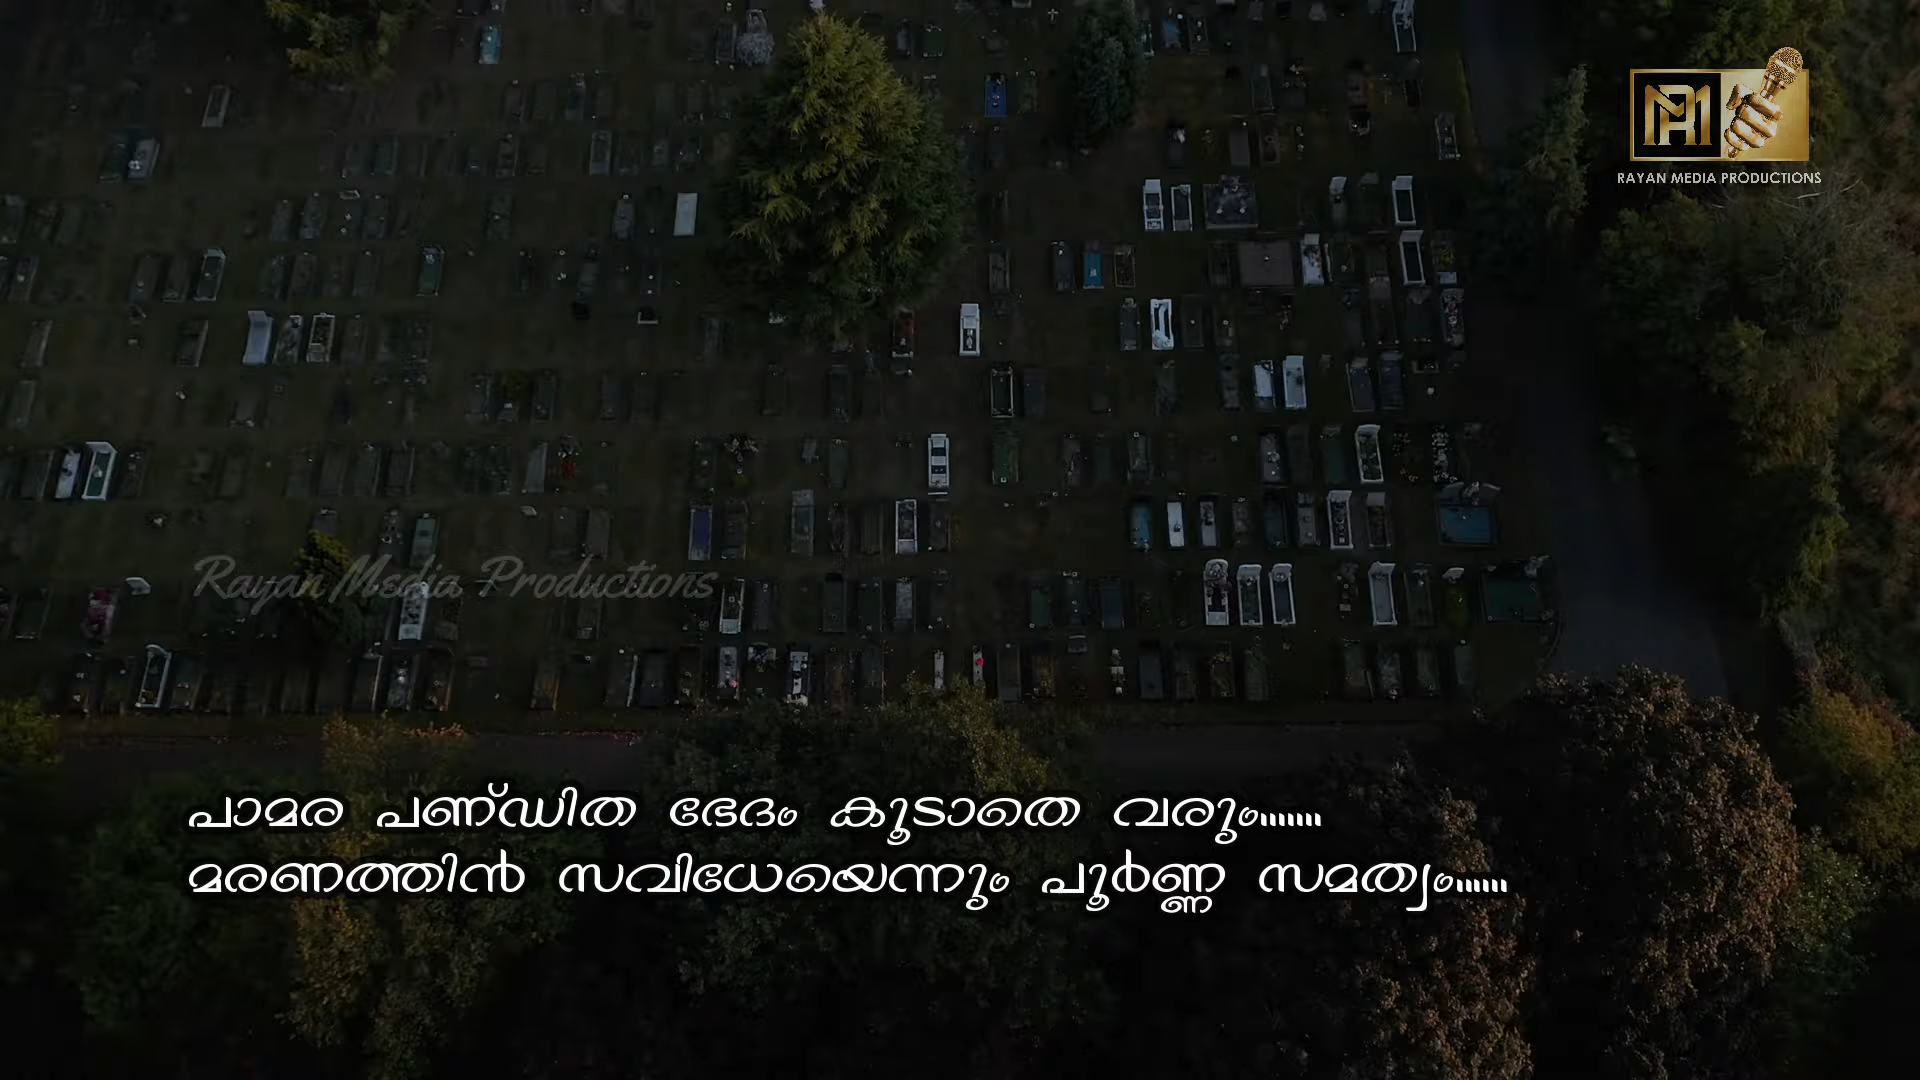 RAYAN MEDIA PRODUCTIONS
Rayan Media Productions
പാമര പണ്ഡിത ഭേദം കൂടാതെ വരും......
മരണത്തിൻ സവിധേയെന്നും പൂർണ്ണ സമത്വം.....